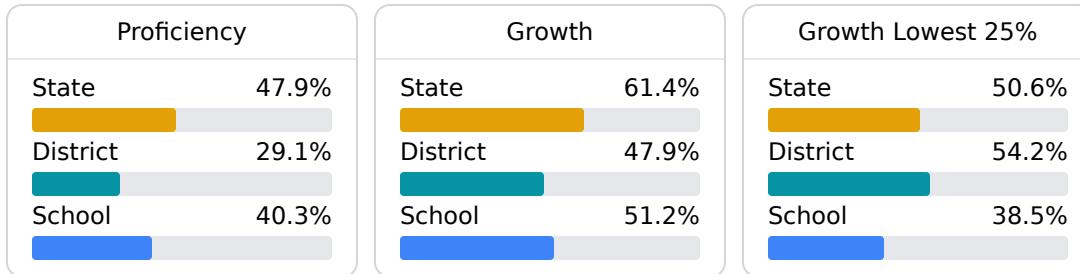 Proficiency
State 47.9%
District 29.1%
School 40.3%
Growth
State 61.4%
District 47.9%
School 51.2%
Growth Lowest 25%
State 50.6%
District 54.2%
School 38.5%